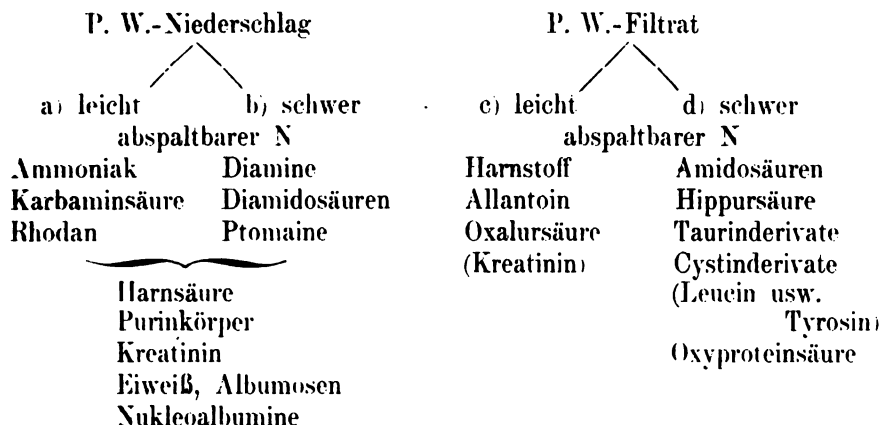 P. W.-Niederschlag
a) leicht b) schwer
abspaltbarer N
Ammoniak Diamine
Karbaminsäure Diamidosäuren
Rhodan Ptomaine
Harnsäure
Purinkörper
Kreatinin
Eiweiß, Albumosen
Nukleoalbumine
P. W.-Filtrat
c) leicht d) schwer
abspaltbarer N
Harnstoff Amidosäuren
Allantoin Hippursäure
Oxalursäure Taurinderivate
(Kreatinin) Cystinderivate
(Leucin usw.
Tyrosin)
Oxyproteinsäure